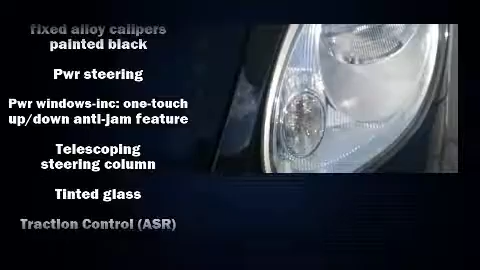 fixed alloy calipers
painted black
Pwr steering
Pwr windows-inc: one-touch
up/down anti-jam feature
Telescoping
steering column
Tinted glass
Traction Control (ASR)